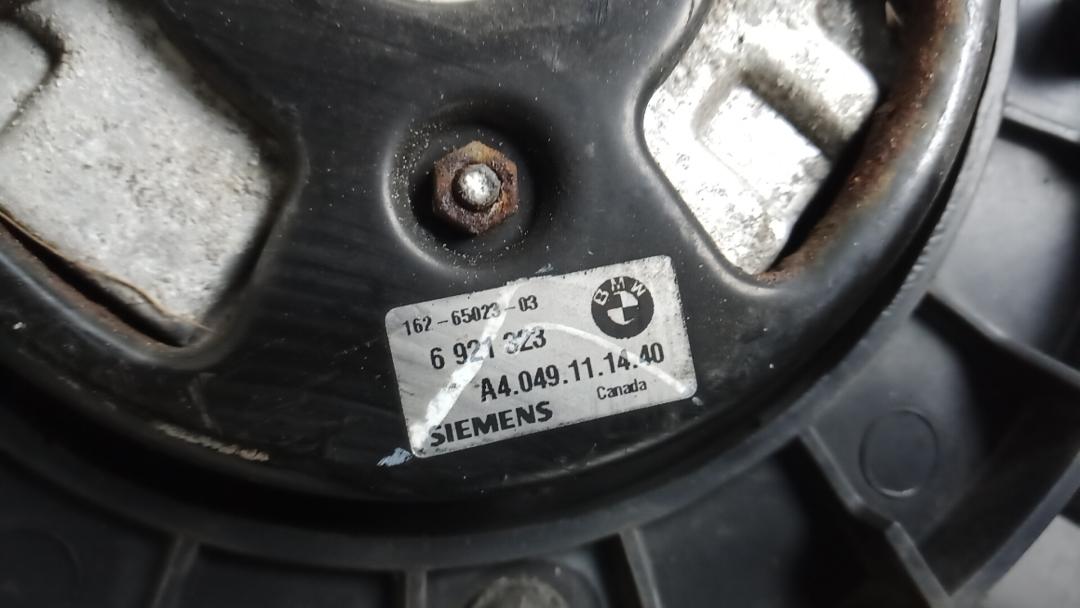 BMW
162-65023-03
6 921 323
A4.049.11.14.40
Canada
SIEMENS